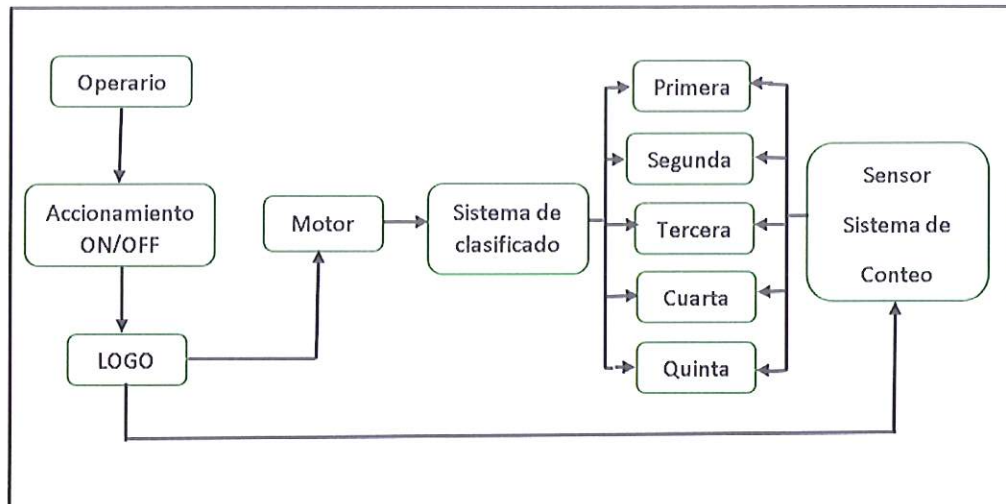 Operario
Accionamiento
ON/OFF
LOGO
Motor
Sistema de
clasificado
Primera
Segunda
Tercera
Cuarta
Quinta
Sensor
Sistema de
Conteo